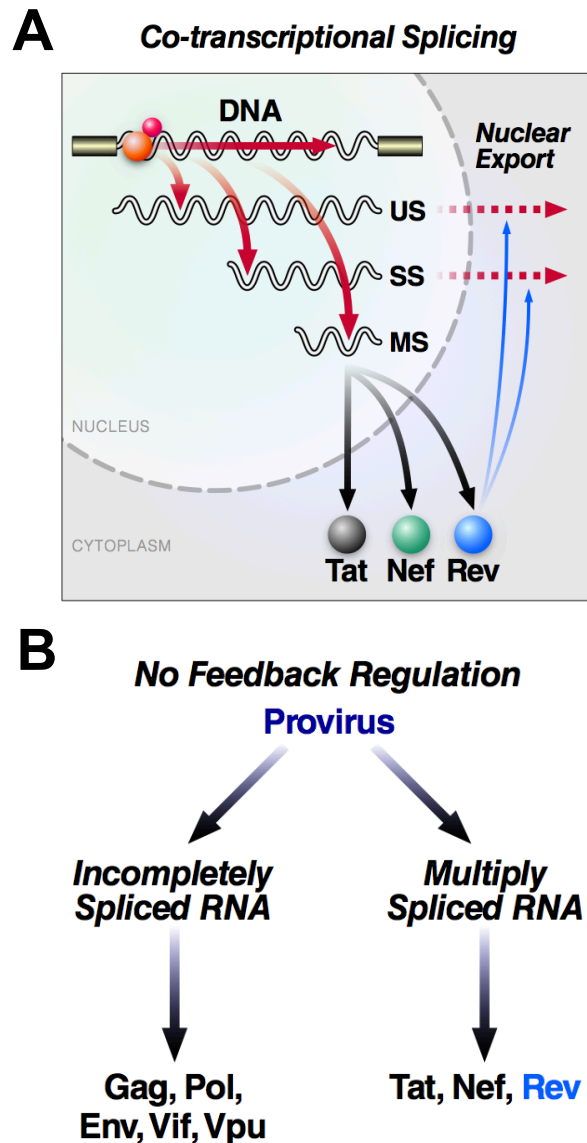 A
Co-transcriptional Splicing
DNA
Nuclear
Export
US
SS
MS
NUCLEUS
CYTOPLASM
Tat Nef Rev
B
No Feedback Regulation
Provirus
Incompletely
Spliced RNA
Multiply
Spliced RNA
Gag, Pol,
Env, Vif, Vpu
Tat, Nef, Rev